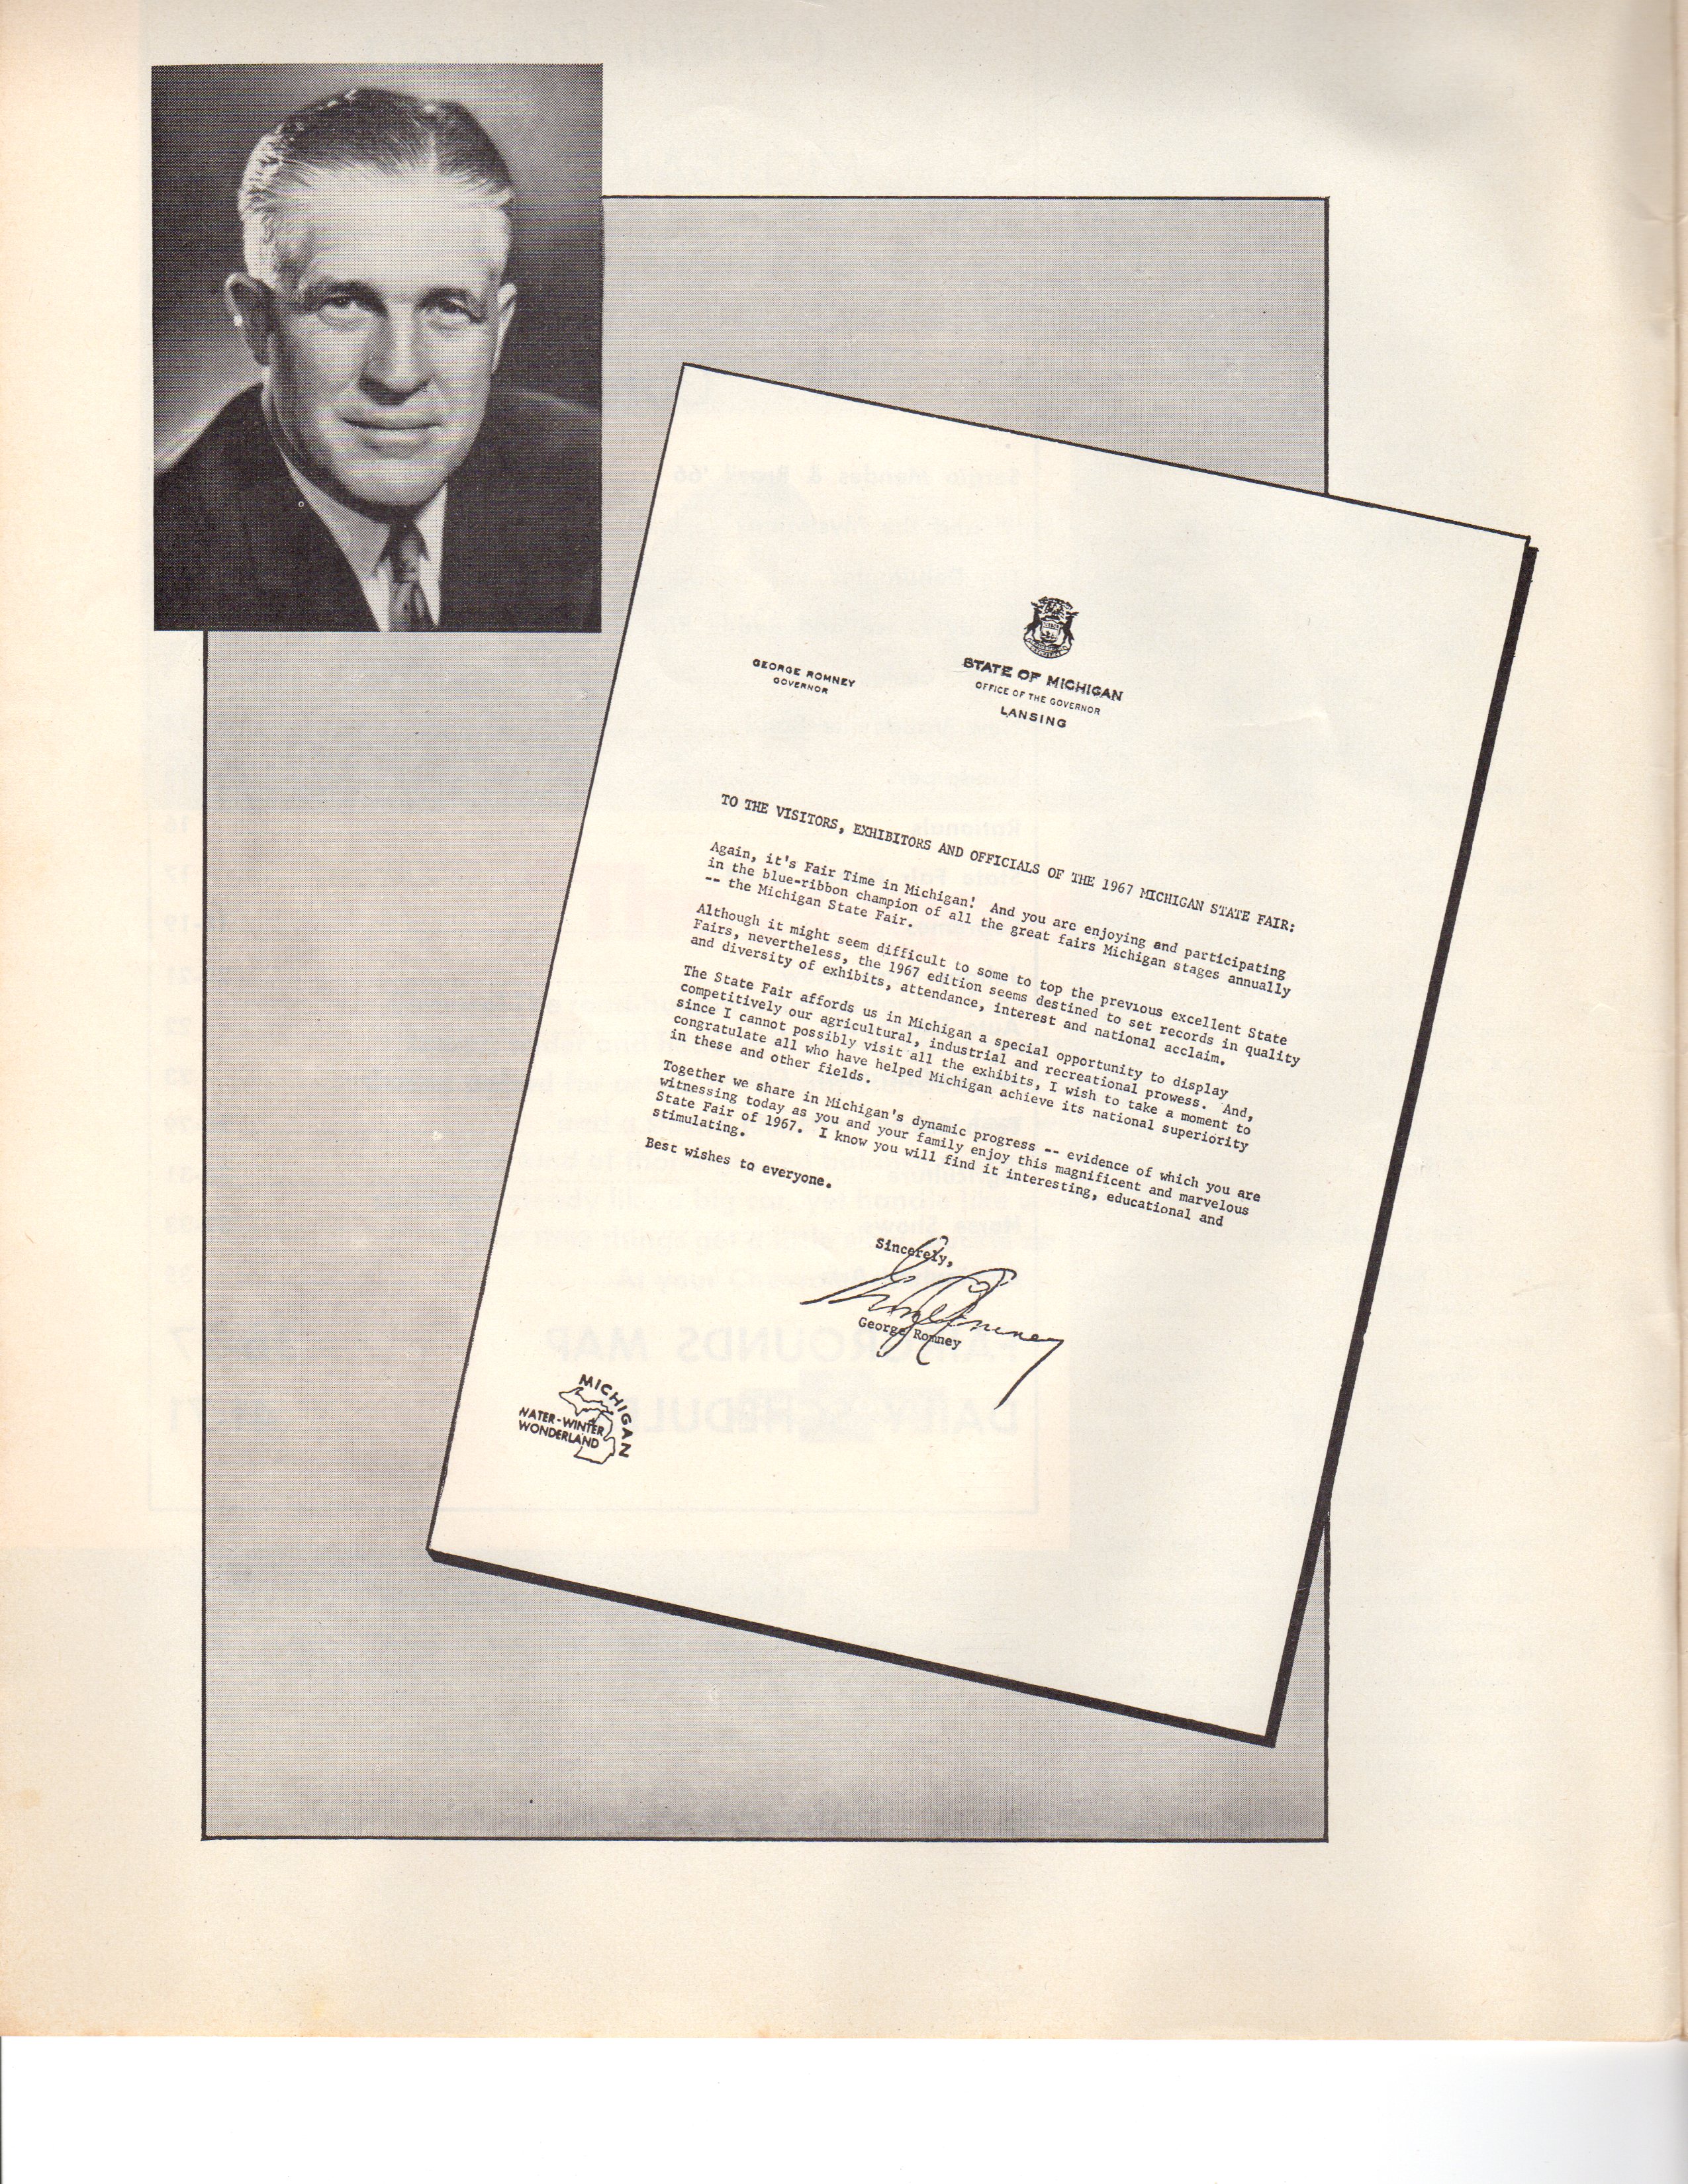 GEORGE ROMNEY
GOVERNOR
STATE OF MICHIGAN
OFFICE OF THE GOVERNOR
LANSING
TO THE VISITORS, EXHIBITORS AND OFFICIALS OF THE 1967 MICHIGAN STATE FAIR:
Again, it's Fair Time in Michigan! And you are enjoying and participating
in the blue-ribbon champion of all the great fairs Michigan stages annually
-- the Michigan State Fair.
Although it might seem difficult to some to top the previous excellent State
Fairs, nevertheless, the 1967 edition seems destined to set records in quality
and diversity of exhibits, attendance, interest and national acclaim.
The State Fair affords us in Michigan a special opportunity to display
competitively our agricultural, industrial and recreational prowess. And,
since I cannot possibly visit all the exhibits, I wish to take a moment to
congratulate all who have helped Michigan achieve its national superiority
in these and other fields.
Together we share in Michigan's dynamic progress -- evidence of which you are
witnessing today as you and your family enjoy this magnificent and marvelous
State Fair of 1967. I know you will find it interesting, educational and
stimulating.
Best wishes to everyone.
Sincerely,
George Romney
George Romney
MICHIGAN
WATER-WINTER
WONDERLAND